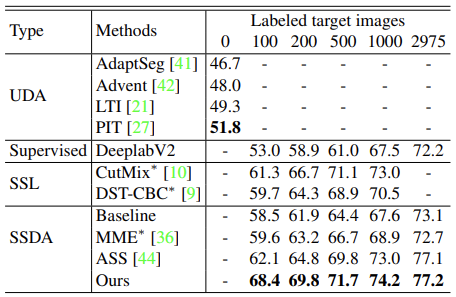 Type Methods Labeled target images
0 100 200 500 1000 2975
UDA
AdaptSeg [41] 46.7 - - - - -
Advent [42] 48.0 - - - - -
LTI [21] 49.3 - - - - -
PIT [27] 51.8 - - - - -
Supervised DeeplabV2 - 53.0 58.9 61.0 67.5 72.2
SSL
CutMix* [10] - 61.3 66.7 71.1 73.0 -
DST-CBC* [9] - 59.7 64.3 68.9 70.5 -
SSDA
Baseline - 58.5 61.9 64.4 67.6 73.1
MME* [36] - 59.6 63.2 66.7 68.9 72.7
ASS [44] - 62.1 64.8 69.8 73.0 77.1
Ours - 68.4 69.8 71.7 74.2 77.2